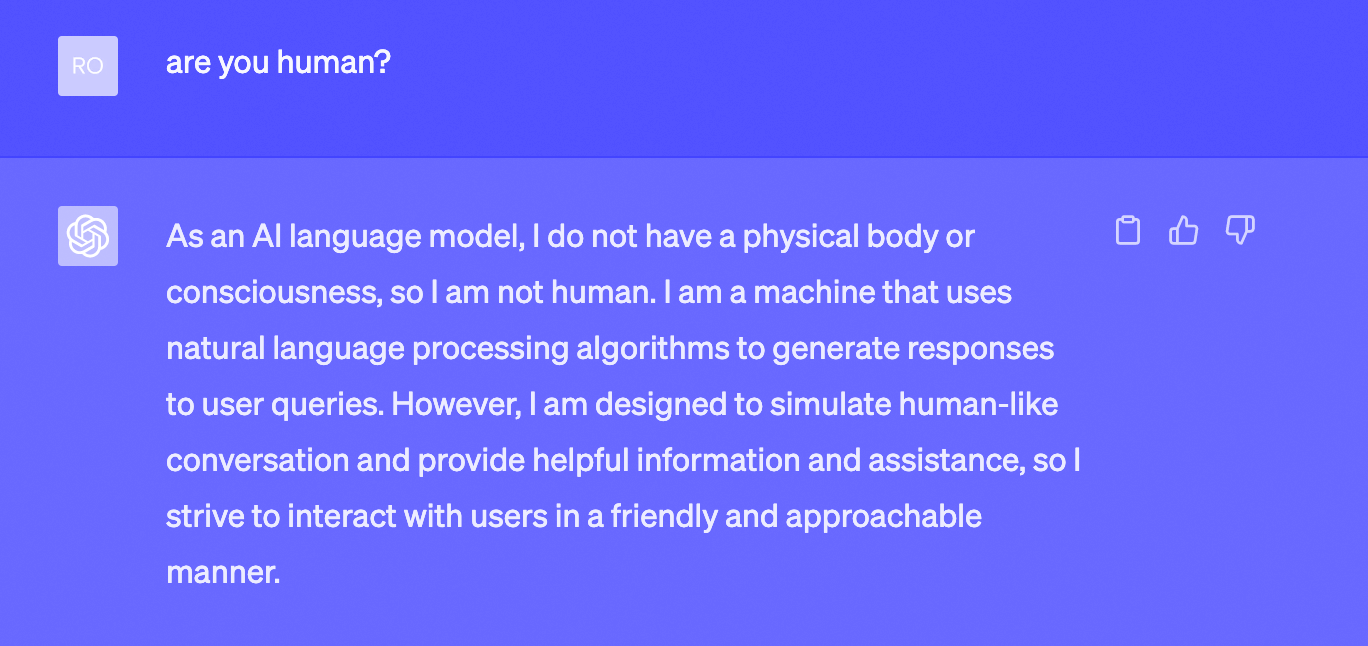 RO
are you human?
As an AI language model, I do not have a physical body or
consciousness, so I am not human. I am a machine that uses
natural language processing algorithms to generate responses
to user queries. However, I am designed to simulate human-like
conversation and provide helpful information and assistance, so I
strive to interact with users in a friendly and approachable
manner.